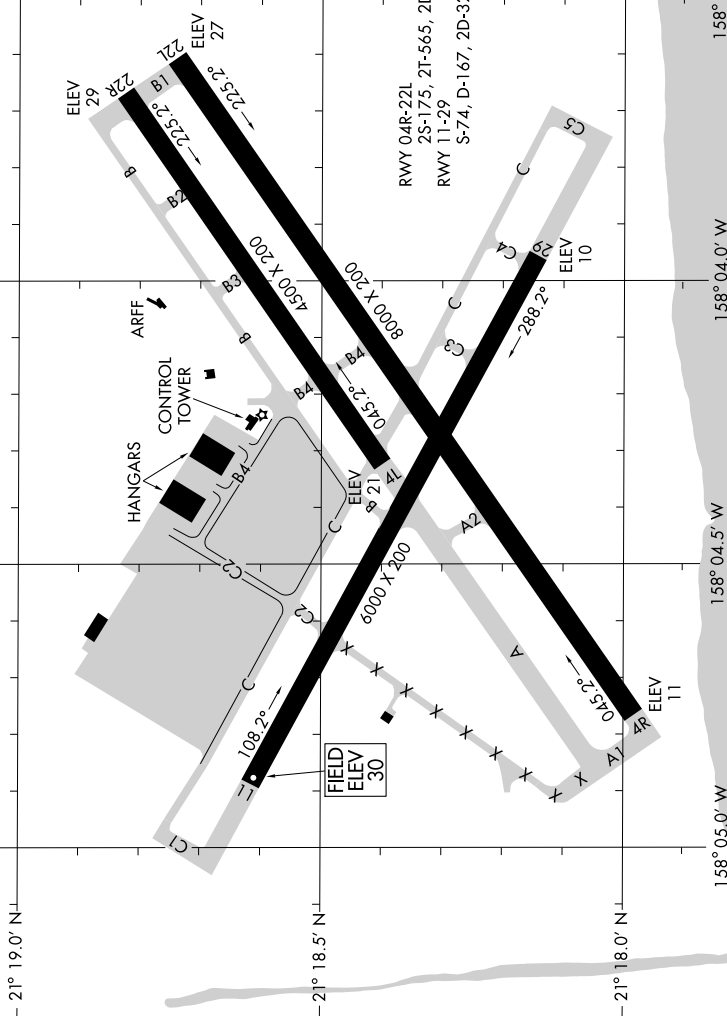 ELEV
27
22L
22R
ELEV
29
B1
225.2°
225.2°
B
B2
B3
B
RWY 04R-22L
2S-175, 2T-565, 2D
RWY 11-29
S-74, D-167, 2D-3
C5
C
C4
29
ELEV
10
C
C3
288.2°
4500 X 200
8000 X 200
ARFF
CONTROL
TOWER
HANGARS
B4
B4
B4
045.2°
4L
ELEV
21
B
C
A2
C2
C2
6000 X 200
A
C
108.2°
11
FIELD
ELEV
30
C1
045.2°
4R
ELEV
11
A1
X
X
X
X
X
X
X
X
X
21° 19.0' N
21° 18.5' N
21° 18.0' N
158° 05.0' W
158° 04.5' W
158° 04.0' W
158°